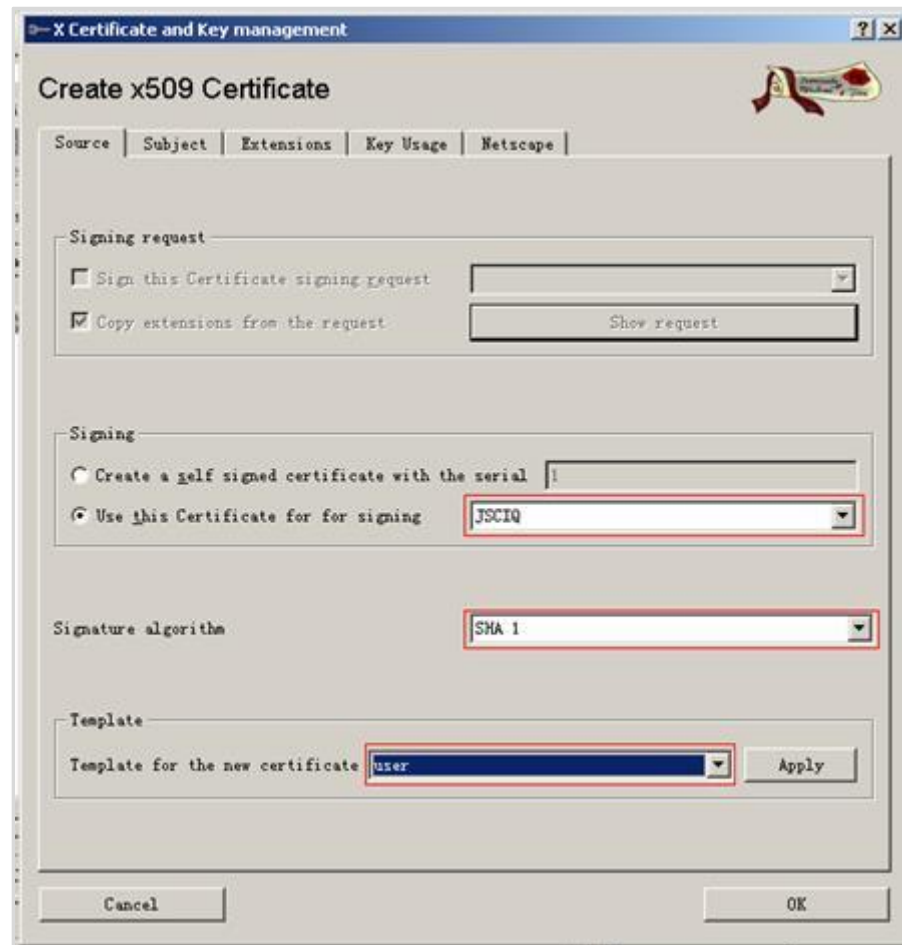 X Certificate and Key management
Create x509 Certificate
Source Subject Extensions Key Usage Netscape
Signing request
Sign this Certificate signing request
Copy extensions from the request Show request
Signing
Create a self signed certificate with the serial 1
Use this Certificate for for signing JSCIQ
Signature algorithm SHA 1
Template
Template for the new certificate user Apply
Cancel OK